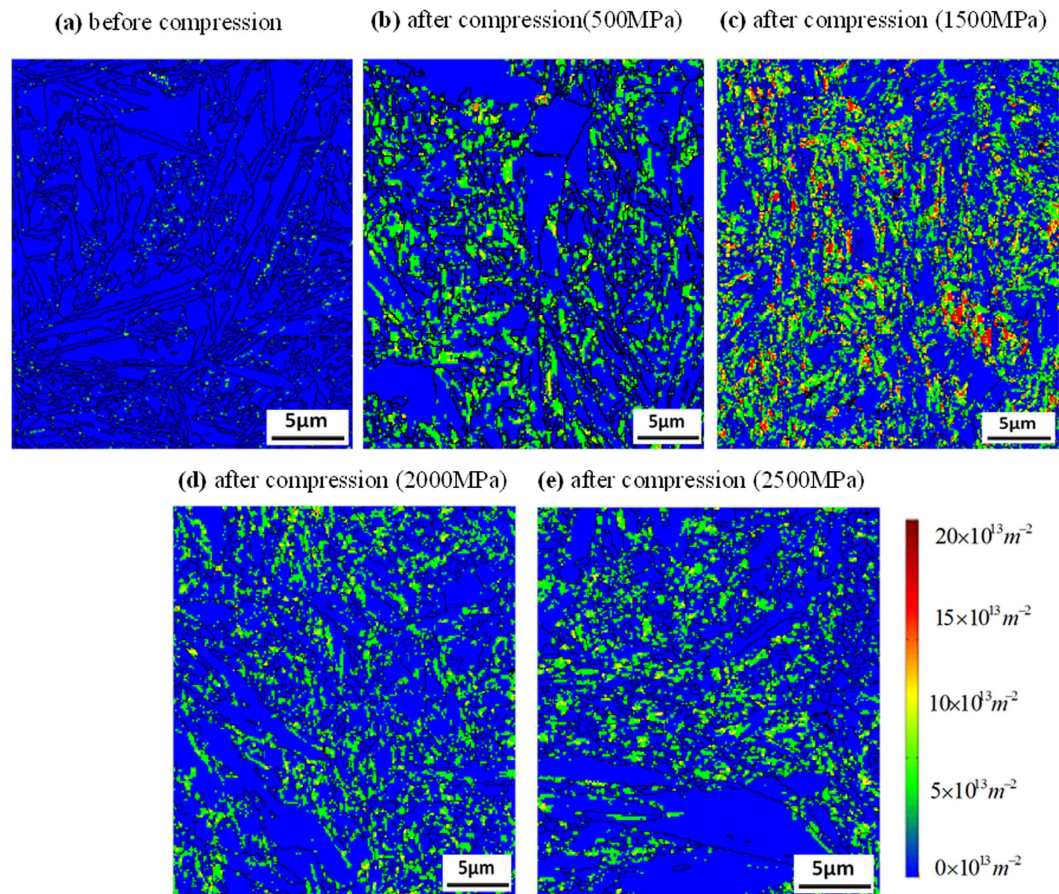 (a) before compression
(b) after compression(500MPa)
(c) after compression (1500MPa)
5μm
5μm
5μm
(d) after compression (2000MPa)
(e) after compression (2500MPa)
20×10¹³m⁻²
15×10¹³m⁻²
10×10¹³m⁻²
5×10¹³m⁻²
0×10¹³m⁻²
5μm
5μm